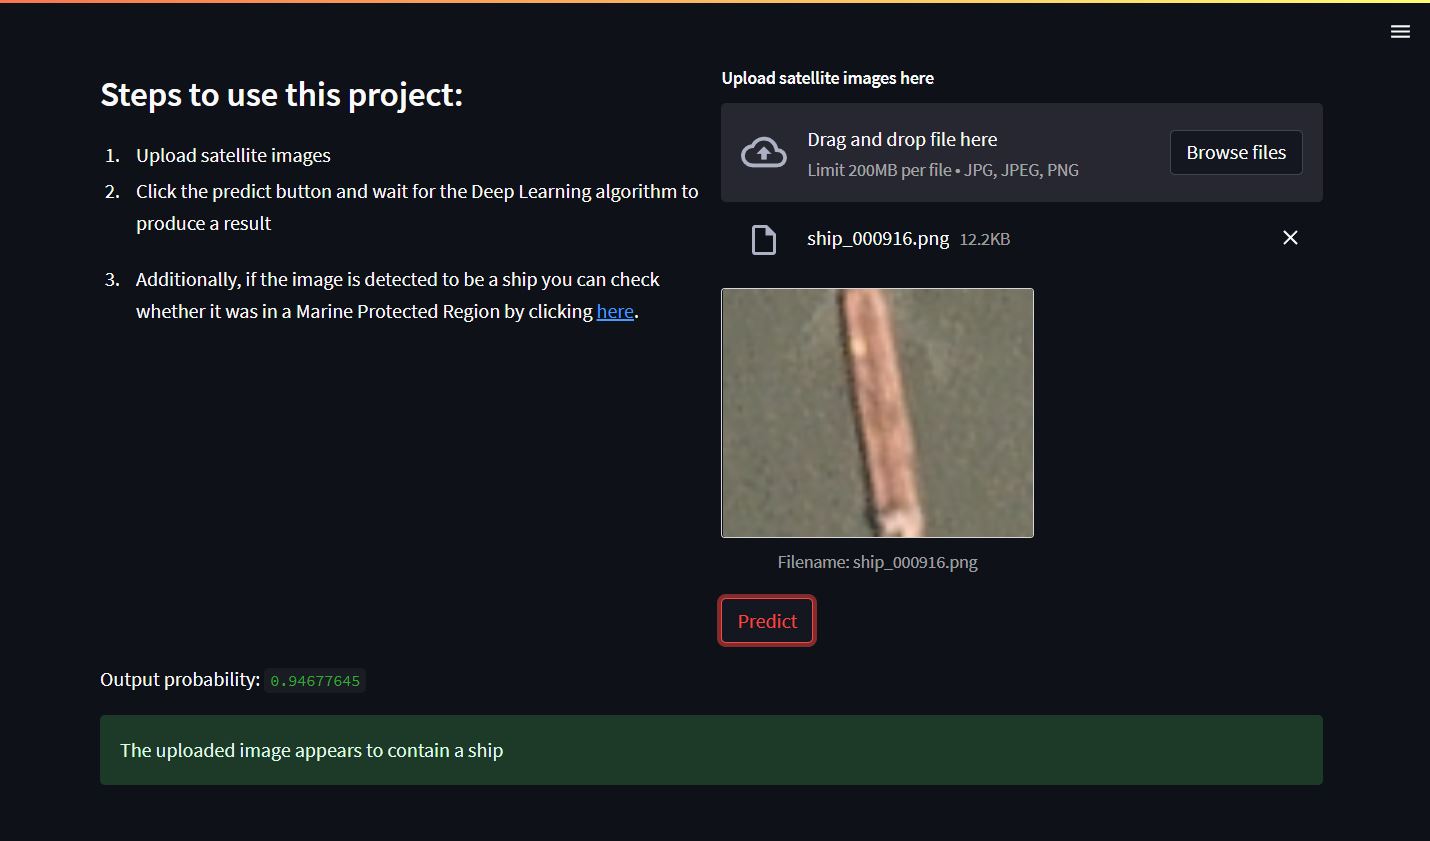 Steps to use this project:
1. Upload satellite images
2. Click the predict button and wait for the Deep Learning algorithm to
produce a result
3. Additionally, if the image is detected to be a ship you can check
whether it was in a Marine Protected Region by clicking here.
Upload satellite images here
Drag and drop file here
Limit 200MB per file • JPG, JPEG, PNG
Browse files
ship_000916.png 12.2KB
Filename: ship_000916.png
Predict
Output probability: 0.94677645
The uploaded image appears to contain a ship